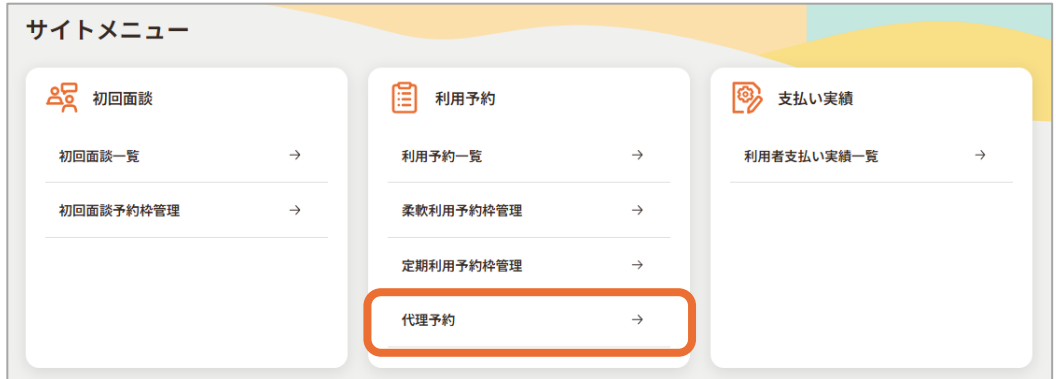 サイトメニュー
初回面談
初回面談一覧
初回面談予約枠管理
利用予約
利用予約一覧
柔軟利用予約枠管理
定期利用予約枠管理
代理予約
支払い実績
利用者支払い実績一覧